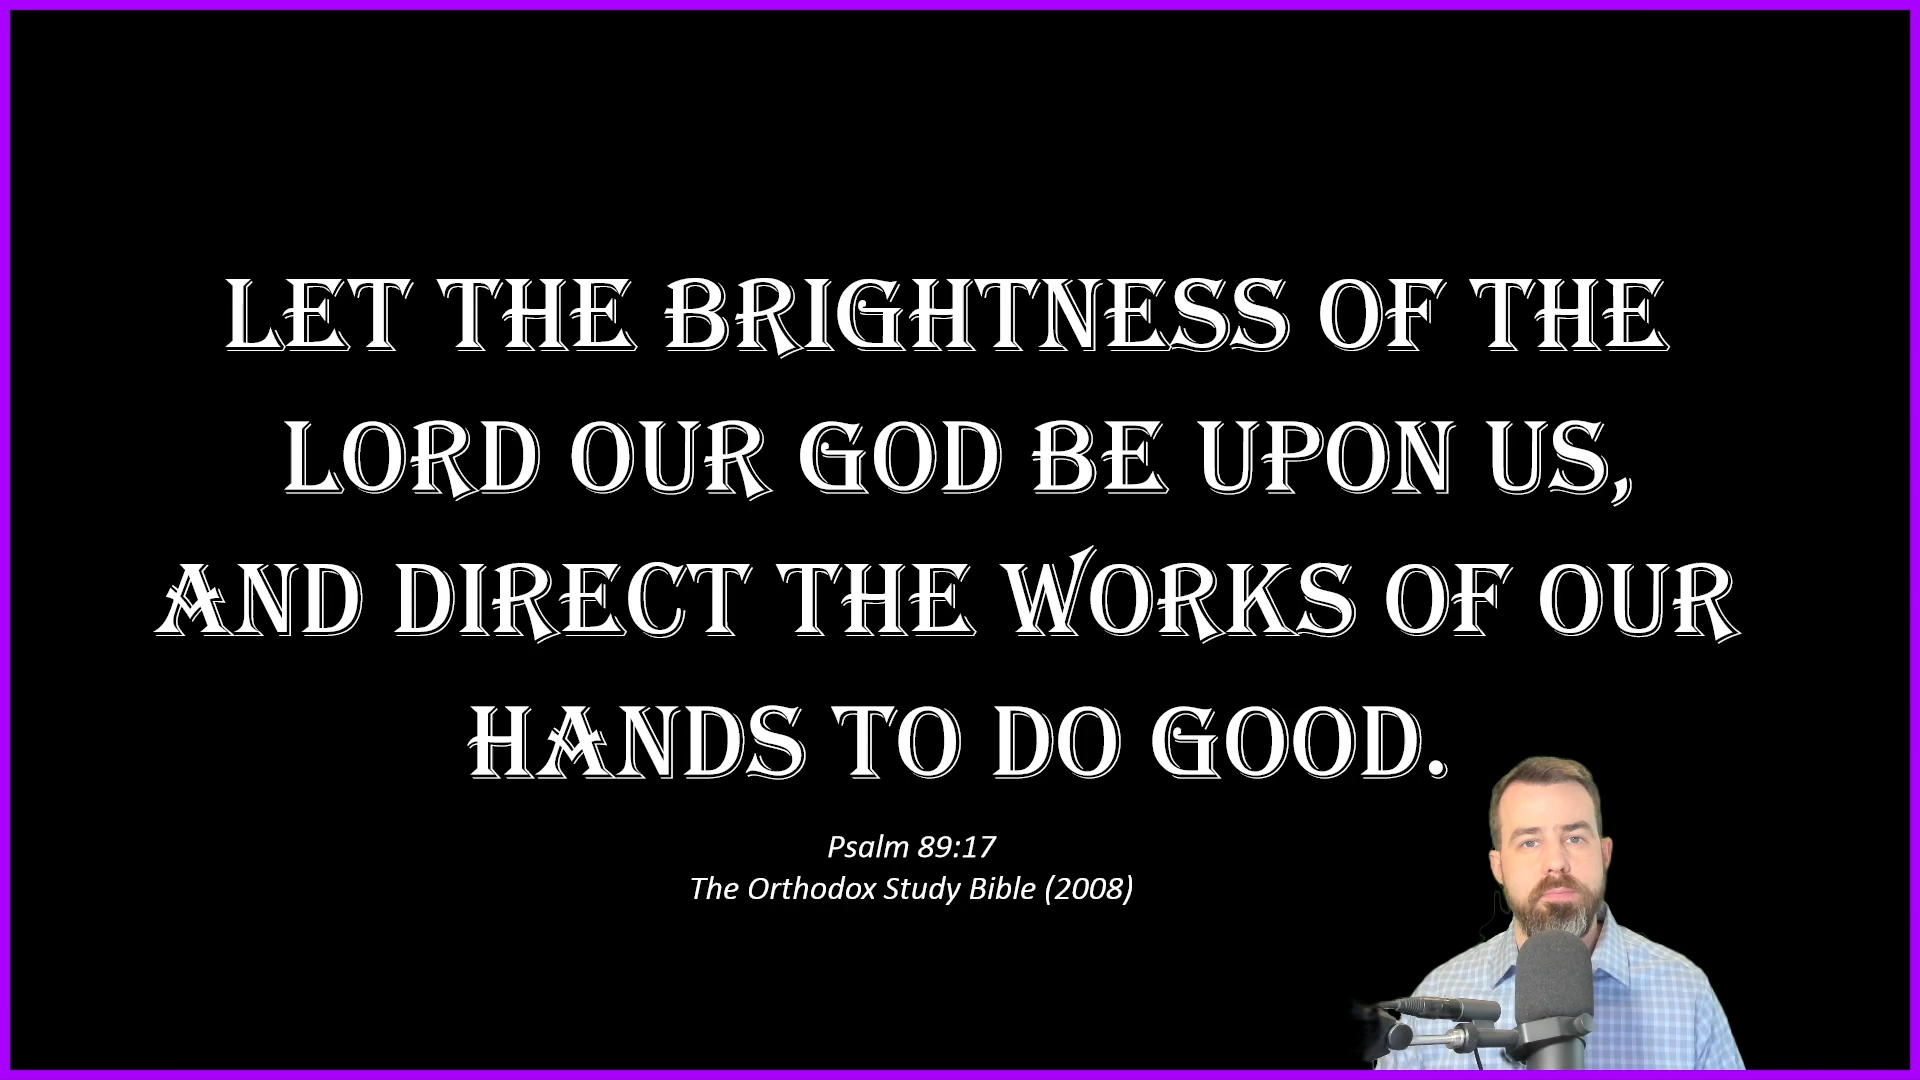 LET THE BRIGHTNESS OF THE
LORD OUR GOD BE UPON US,
AND DIRECT THE WORKS OF OUR
HANDS TO DO GOOD.
Psalm 89:17
The Orthodox Study Bible (2008)